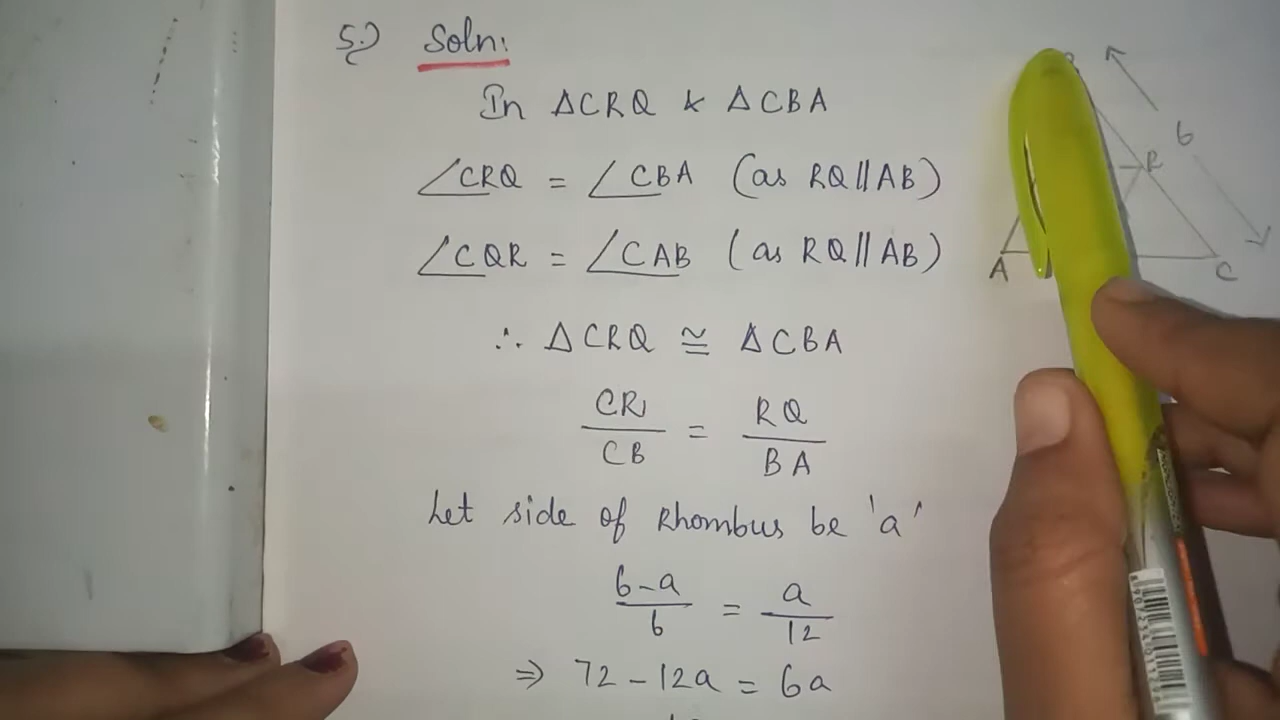 5.) Soln:
In ΔCRQ & ΔCBA
∠CRQ = ∠CBA (as RQ∥AB)
∠CQR = ∠CAB (as RQ∥AB)
∴ ΔCRQ ≅ ΔCBA
CR/CB = RQ/BA
Let side of Rhombus be 'a'
6-a/6 = a/12
⇒ 72-12a = 6a
6
R
A
C